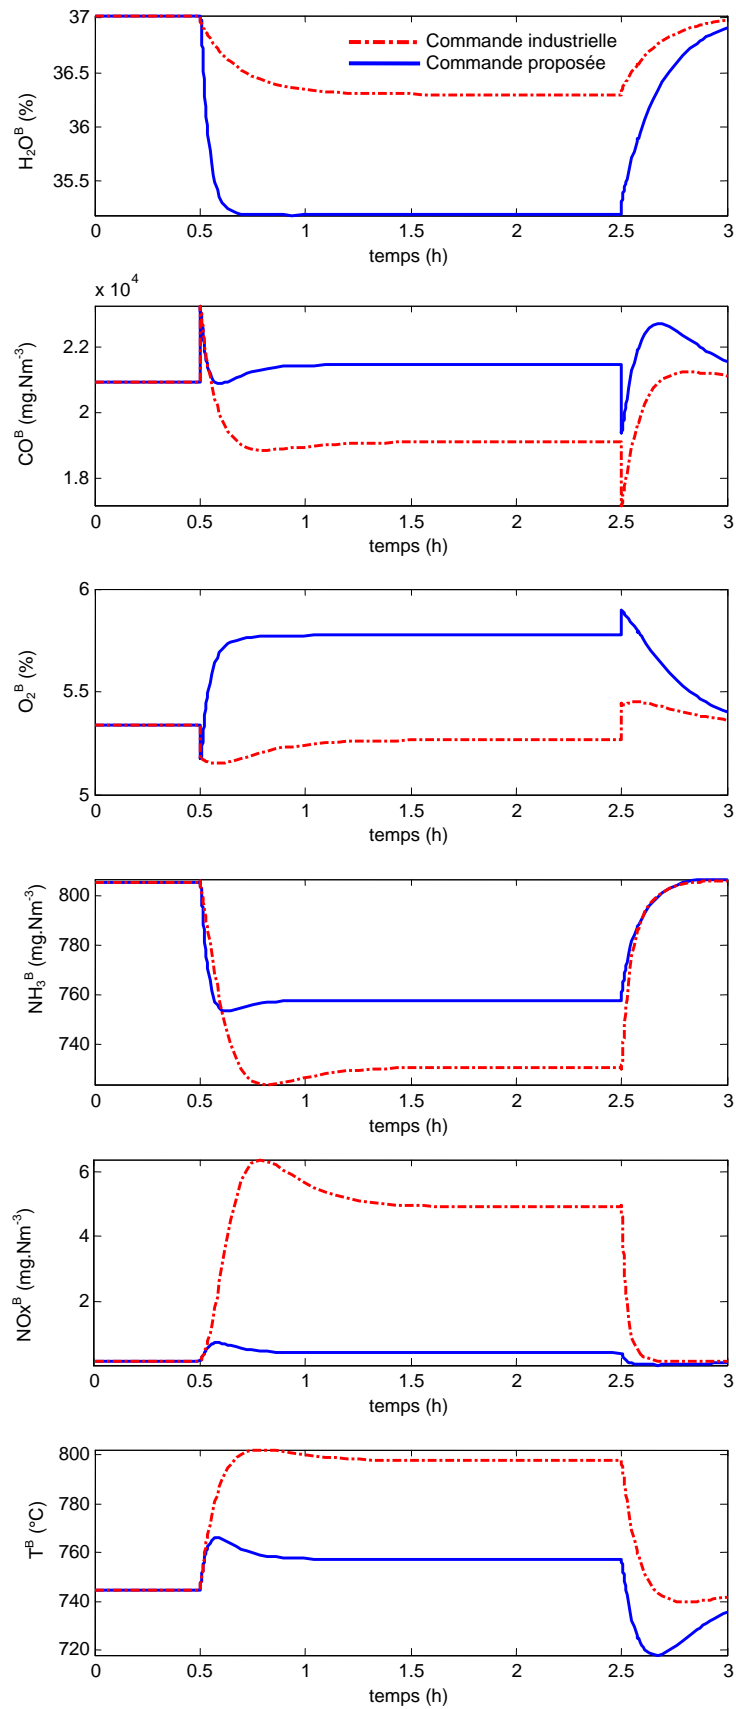 37
36.5
36
35.5
H₂Oᴮ (%)
Commande industrielle
Commande proposée
0 0.5 1 1.5 2 2.5 3
temps (h)
x 10⁴
2.2
2
1.8
COᴮ (mg.Nm⁻³)
0 0.5 1 1.5 2 2.5 3
temps (h)
6
5.5
5
O₂ᴮ (%)
0 0.5 1 1.5 2 2.5 3
temps (h)
800
780
760
740
NH₃ᴮ (mg.Nm⁻³)
0 0.5 1 1.5 2 2.5 3
temps (h)
6
4
2
NOxᴮ (mg.Nm⁻³)
0 0.5 1 1.5 2 2.5 3
temps (h)
800
780
760
740
720
Tᴮ (°C)
0 0.5 1 1.5 2 2.5 3
temps (h)